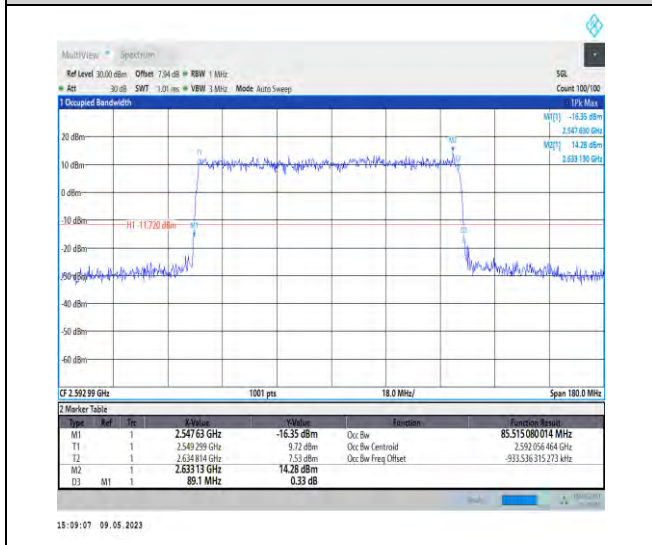 MultiView Spectrum
Ref Level 30.00 dBm Offset 7.94 dB RBW 1 MHz SGL
Att 30 dB SWT 1.01 ms VBW 3 MHz Mode Auto Sweep Count 100/100
1 Occupied Bandwidth 1Pk Max
M1[1] -16.35 dBm
2.547 630 GHz
M2[1] 14.28 dBm
2.633 130 GHz
20 dBm
M2
T1
T2
10 dBm
0 dBm
-10 dBm
H1 -11.720 dBm
M1
D3
-20 dBm
-30 dBm
-40 dBm
-50 dBm
-60 dBm
CF 2.592 99 GHz 1001 pts 18.0 MHz/ Span 180.0 MHz
2 Marker Table
Type Ref Trc X-Value Y-Value Function Function Result
M1 1 2.547 63 GHz -16.35 dBm Occ Bw 85.515 080 014 MHz
T1 1 2.549 299 GHz 9.72 dBm Occ Bw Centroid 2.592 056 464 GHz
T2 1 2.634 814 GHz 7.53 dBm Occ Bw Freq Offset -933.536 315 273 kHz
M2 1 2.633 13 GHz 14.28 dBm
D3 M1 1 89.1 MHz 0.33 dB
15:09:07 09.05.2023